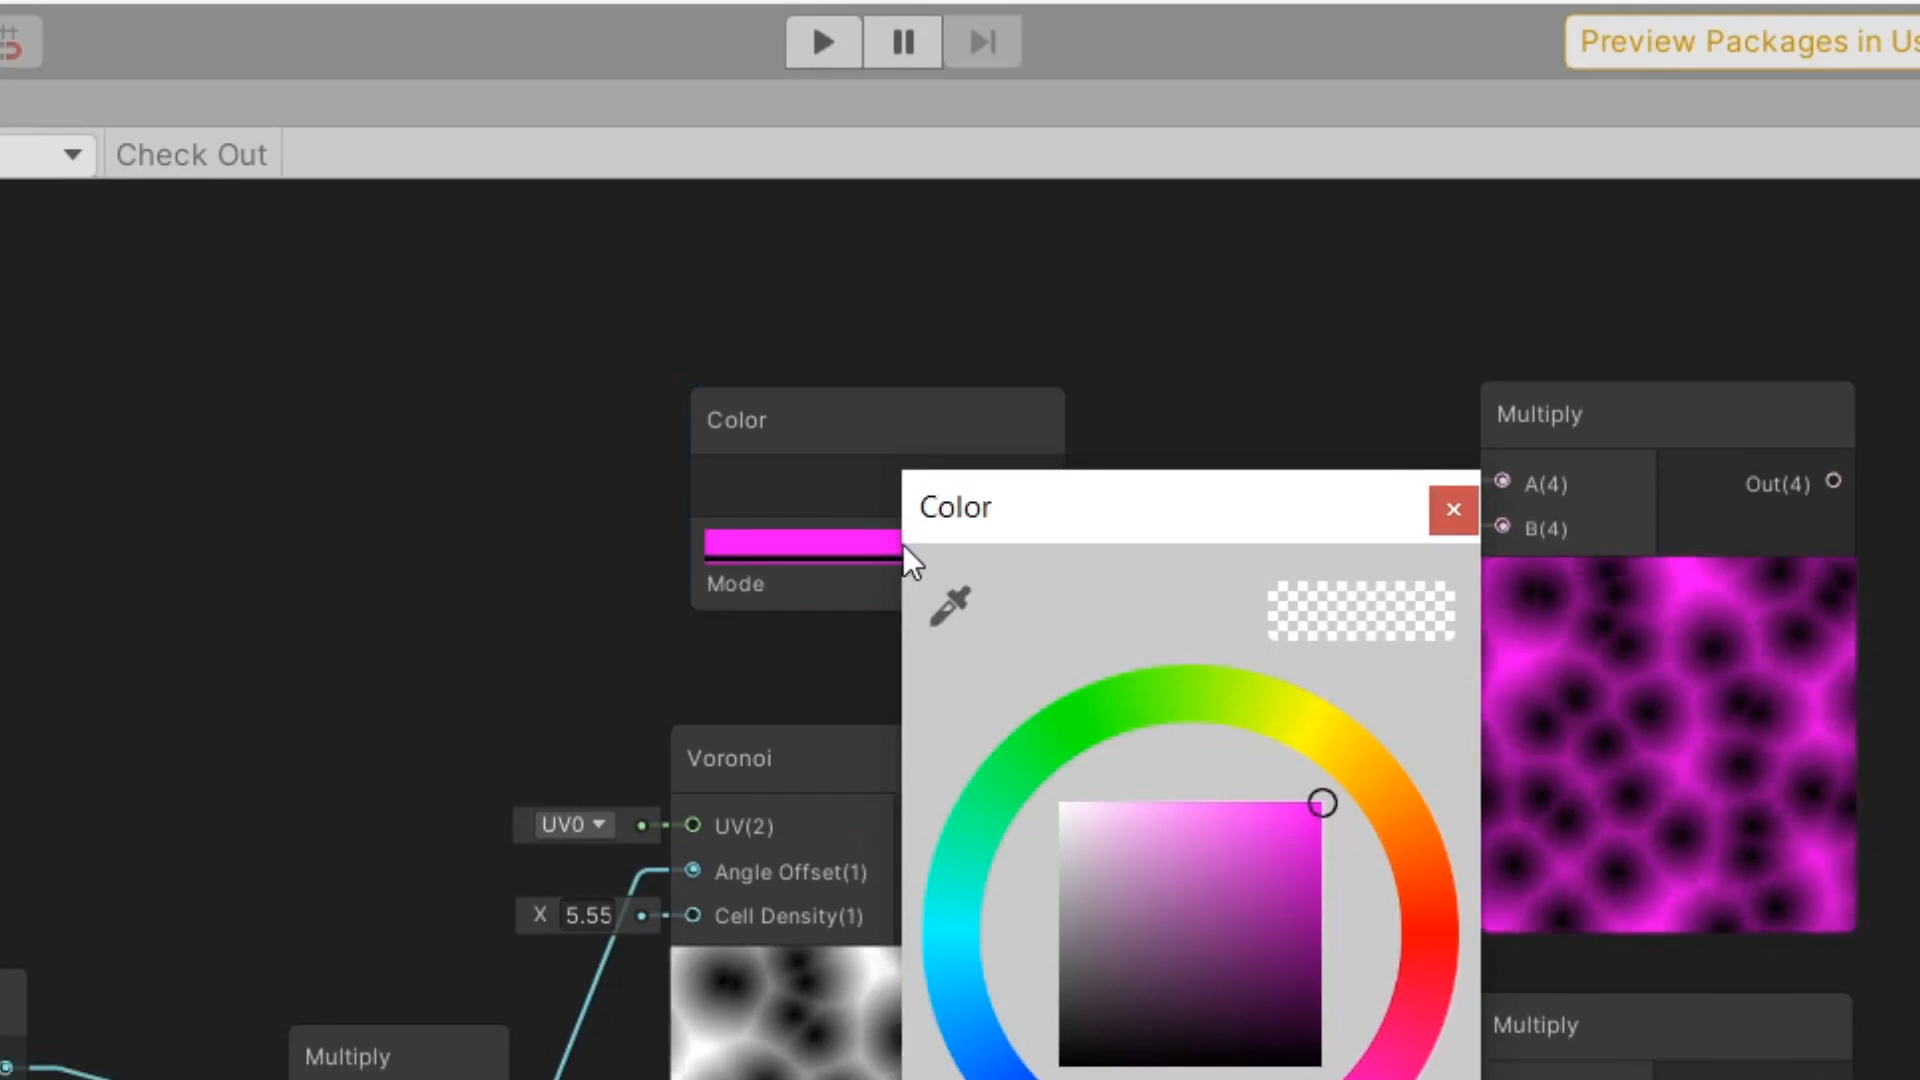 Preview Packages in Us
Check Out
Color
Multiply
Color
A(4)
Out(4)
B(4)
Mode
Voronoi
UV0
UV(2)
Angle Offset(1)
X 5.55
Cell Density(1)
Multiply
Multiply